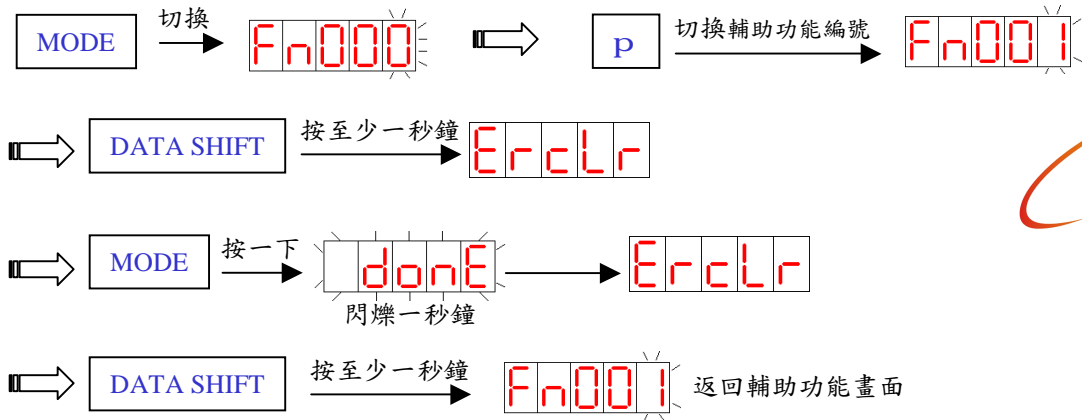 MODE 切換 Fn000 p 切換輔助功能編號 Fn001
DATA SHIFT 按至少一秒鐘 ErcLr
MODE 按一下 donE ErcLr
閃爍一秒鐘
DATA SHIFT 按至少一秒鐘 Fn001 返回輔助功能畫面